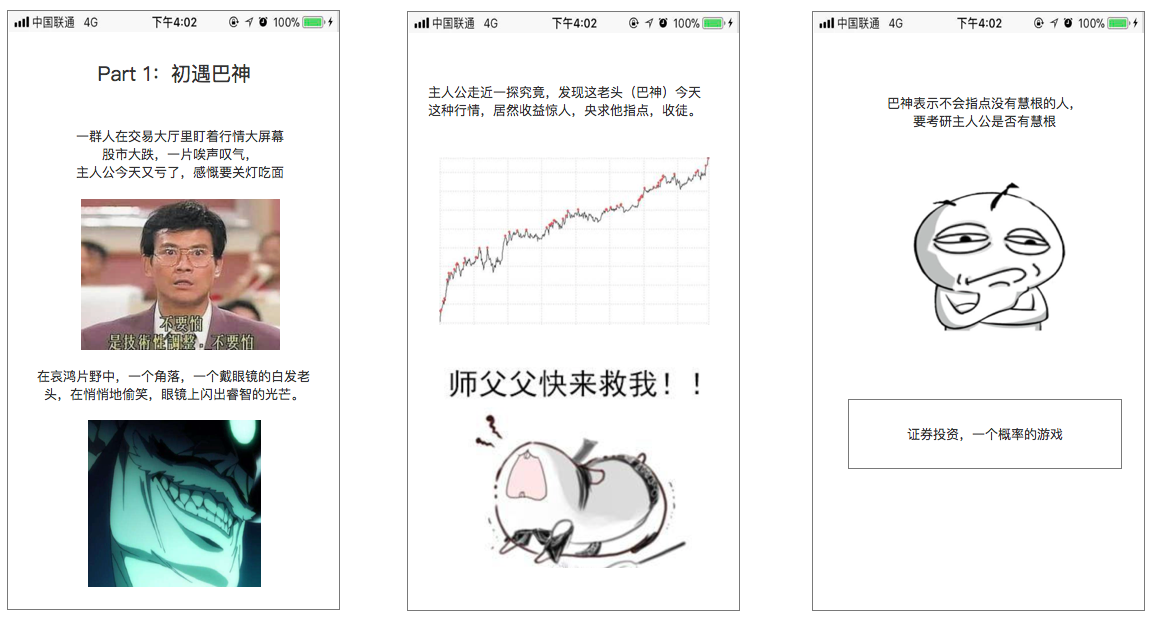 中国联通 4G 下午4:02 100%
Part 1：初遇巴神
一群人在交易大厅里盯着行情大屏幕
股市大跌，一片唉声叹气，
主人公今天又亏了，感慨要关灯吃面
不要怕
是技術性調整。不要怕
在哀鸿片野中，一个角落，一个戴眼镜的白发老
头，在悄悄地偷笑，眼镜上闪出睿智的光芒。
中国联通 4G 下午4:02 100%
主人公走近一探究竟，发现这老头（巴神）今天
这种行情，居然收益惊人，央求他指点，收徒。
师父父快来救我！！
中国联通 4G 下午4:02 100%
巴神表示不会指点没有慧根的人，
要考研主人公是否有慧根
证券投资，一个概率的游戏